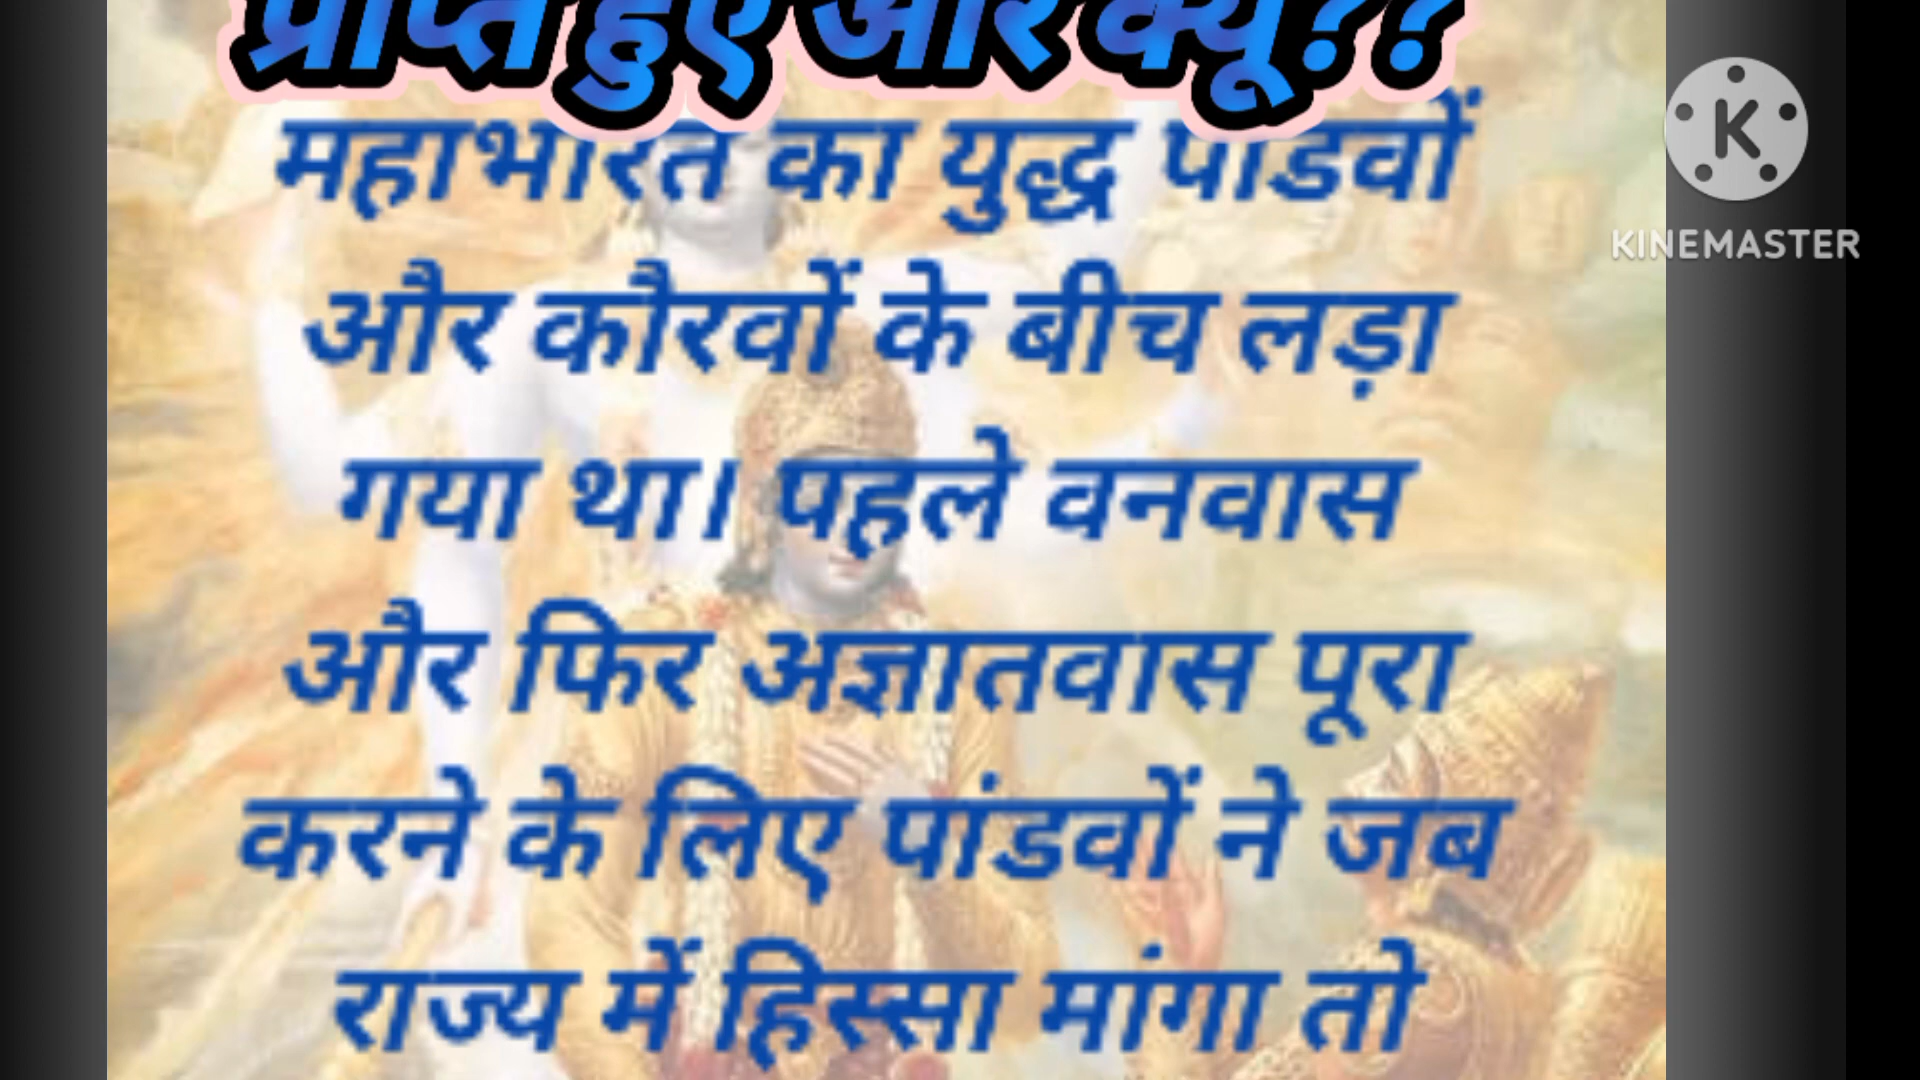 प्राप्त हुए और क्यूँ??
महाभारत का युद्ध पांडवों
और कौरवों के बीच लड़ा
गया था। पहले वनवास
और फिर अज्ञातवास पूरा
करने के लिए पांडवों ने जब
राज्य में हिस्सा मांगा तो
KINEMASTER